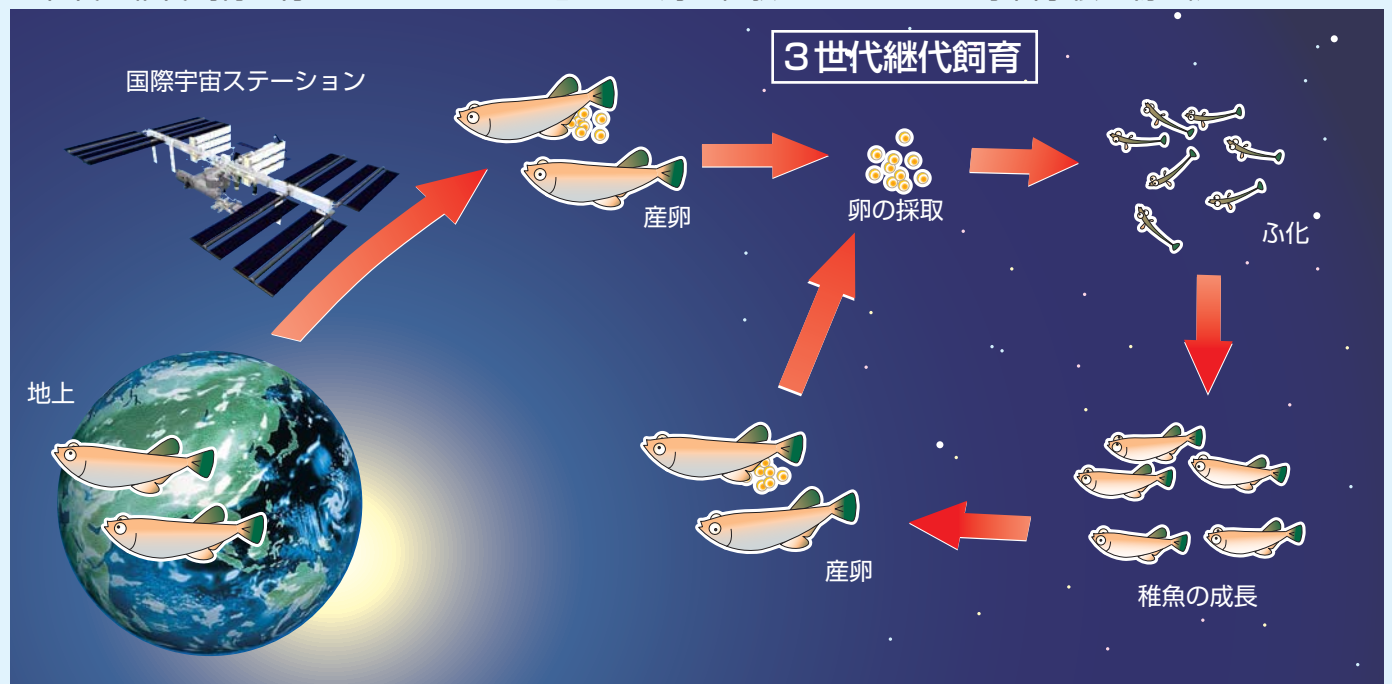 3世代継代飼育
国際宇宙ステーション
産卵
卵の採取
ふ化
地上
産卵
稚魚の成長